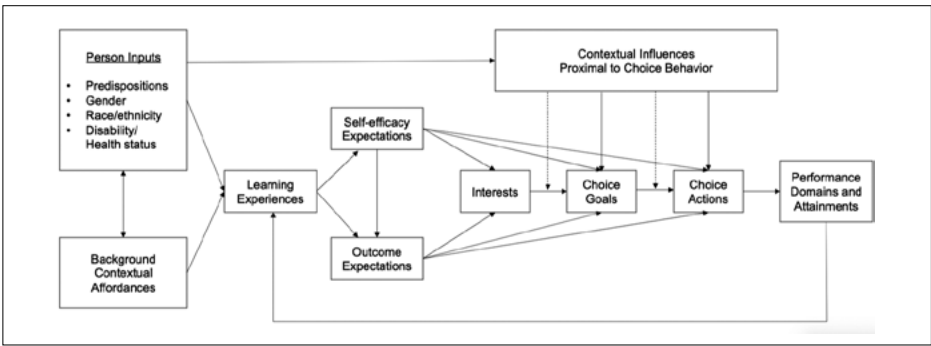 Person Inputs
• Predispositions
• Gender
• Race/ethnicity
• Disability/
Health status
Contextual Influences
Proximal to Choice Behavior
Self-efficacy
Expectations
Learning
Experiences
Interests
Choice
Goals
Choice
Actions
Performance
Domains and
Attainments
Background
Contextual
Affordances
Outcome
Expectations